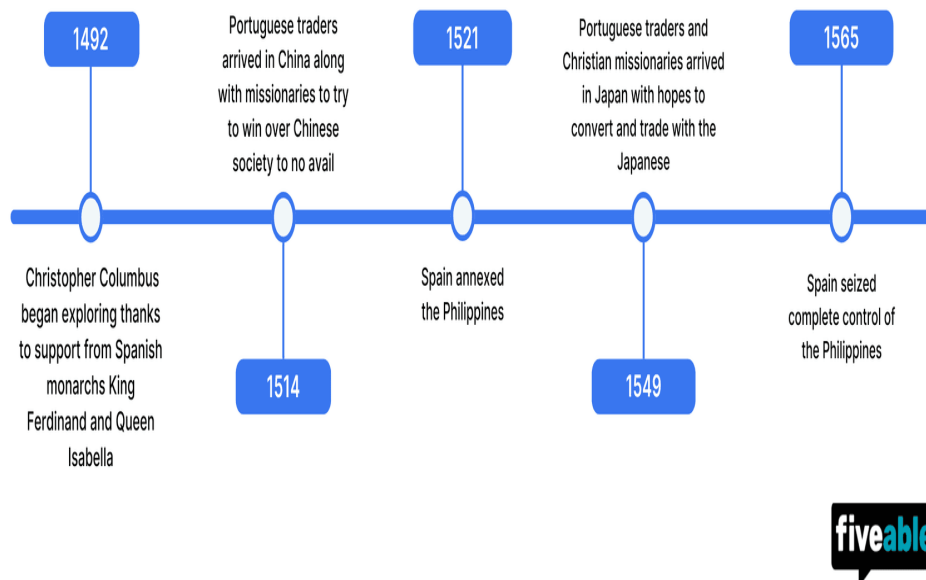 1492
Christopher Columbus
began exploring thanks
to support from Spanish
monarchs King
Ferdinand and Queen
Isabella
Portuguese traders
arrived in China along
with missionaries to try
to win over Chinese
society to no avail
1514
1521
Spain annexed
the Philippines
Portuguese traders and
Christian missionaries arrived
in Japan with hopes to
convert and trade with the
Japanese
1549
1565
Spain seized
complete control of
the Philippines
fiveable